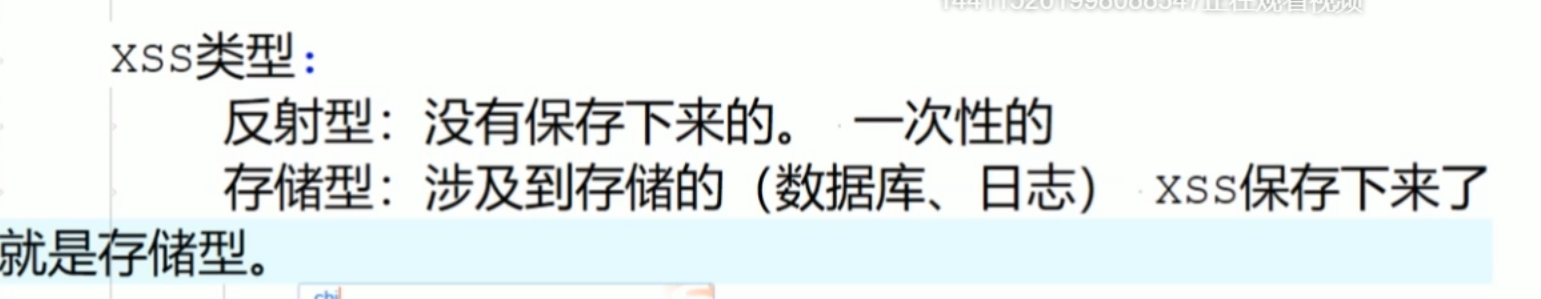 xss类型：
反射型：没有保存下来的。 一次性的
存储型：涉及到存储的（数据库、日志） xss保存下来了
就是存储型。
chi